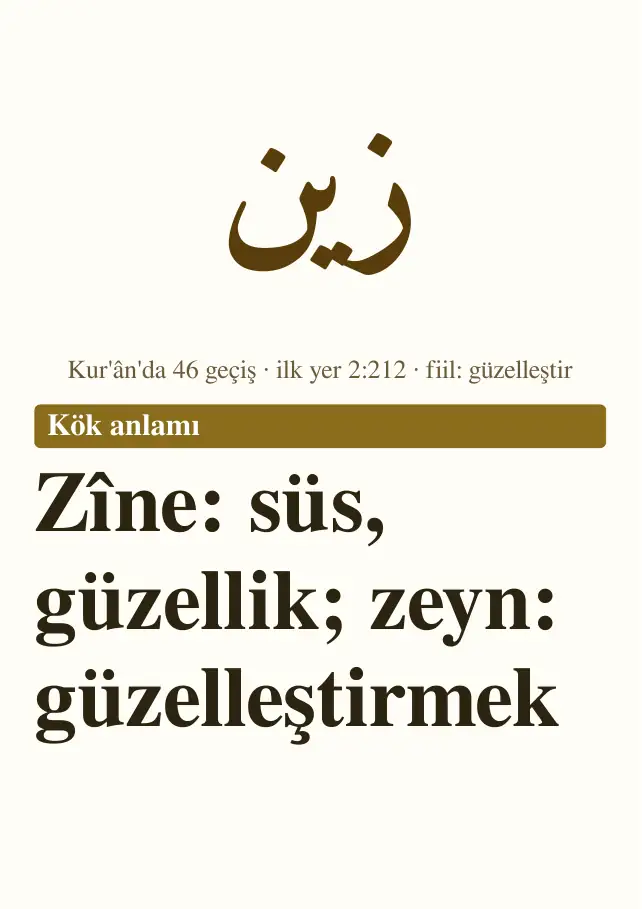 زين
Kur'ân'da 46 geçiş · ilk yer 2:212 · fiil: güzelleştir
Kök anlamı
Zîne: süs,
güzellik; zeyn:
güzelleştirmek